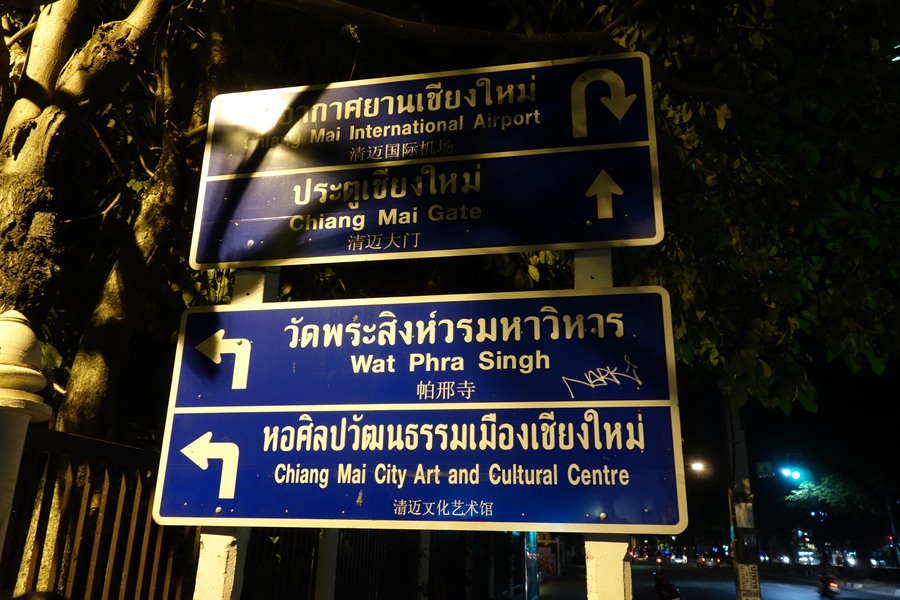 อากาศยานเชียงใหม่
Chiang Mai International Airport
清迈国际机场
ประตูเชียงใหม่
Chiang Mai Gate
清迈大门
วัดพระสิงห์วรมหาวิหาร
Wat Phra Singh
帕邢寺
หอศิลปวัฒนธรรมเมืองเชียงใหม่
Chiang Mai City Art and Cultural Centre
清迈文化艺术馆